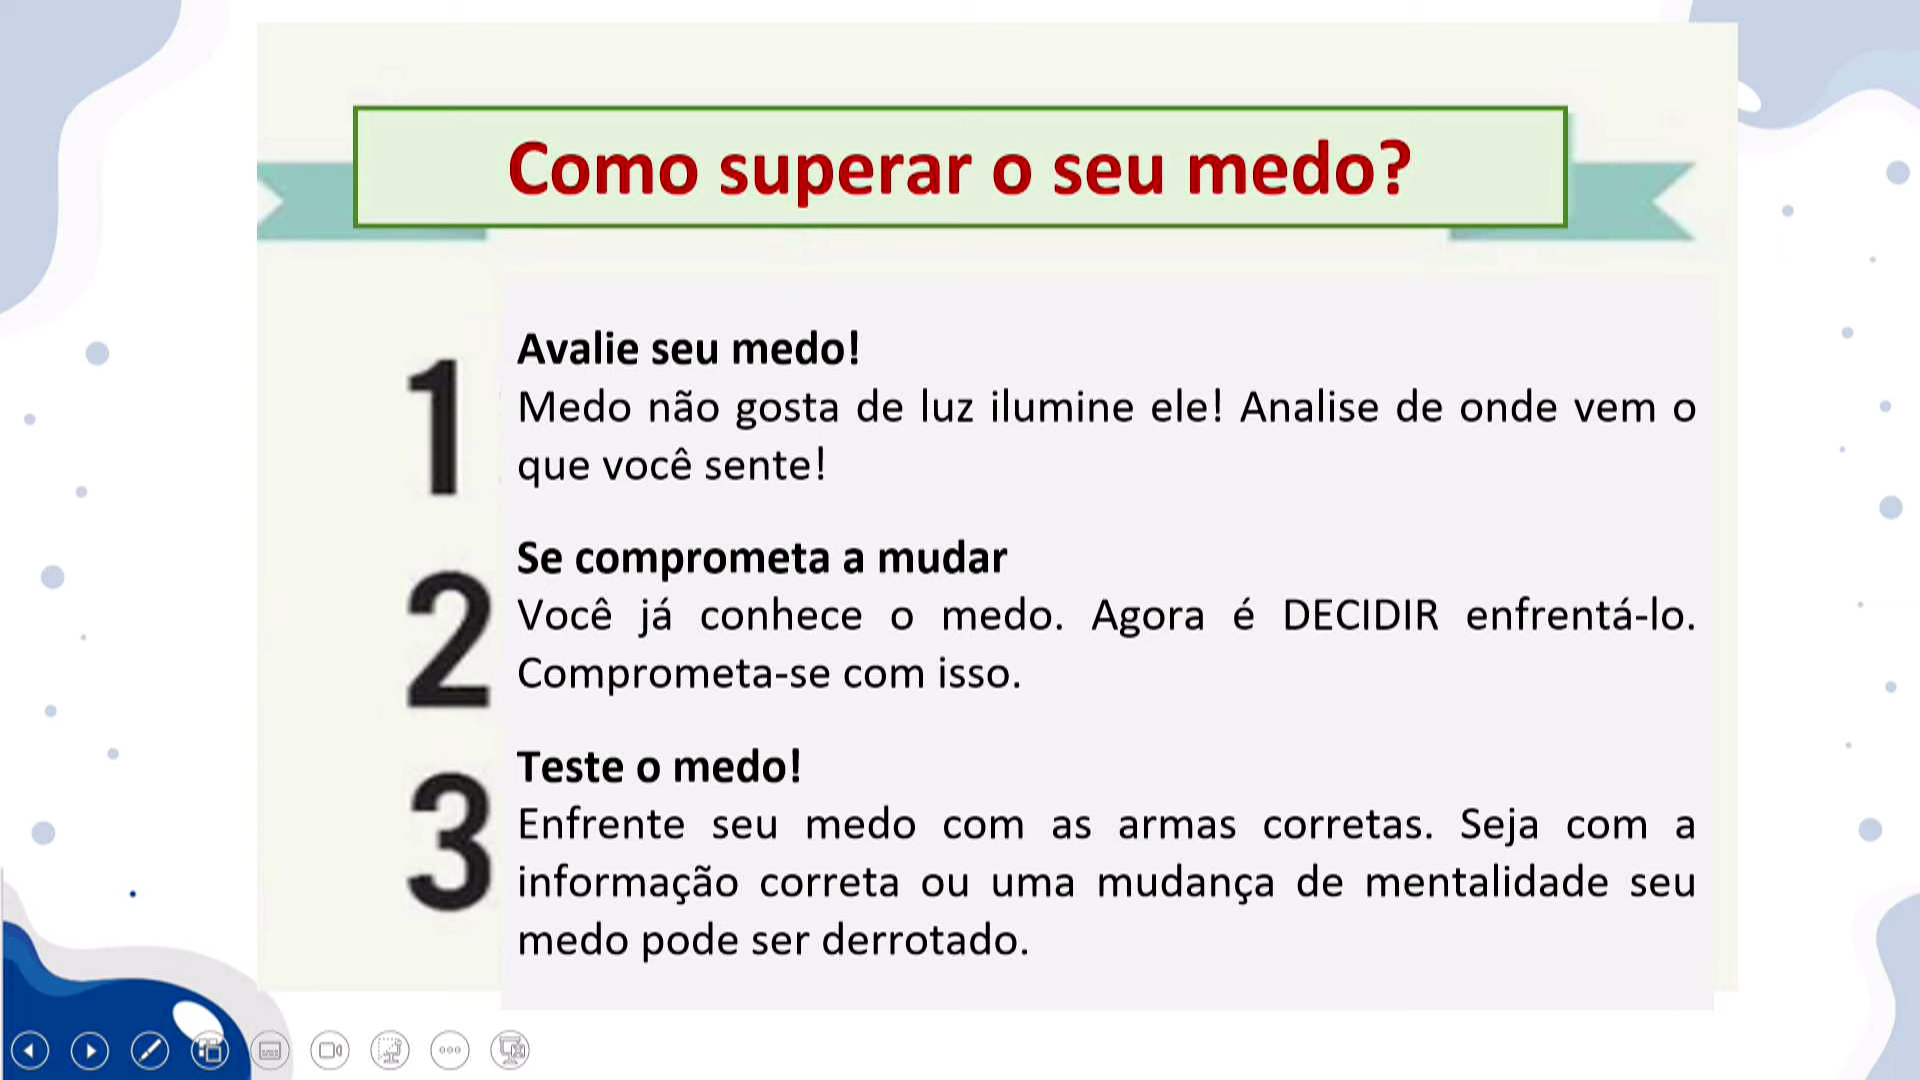 Como superar o seu medo?
1
Avalie seu medo!
Medo não gosta de luz ilumine ele! Analise de onde vem o
que você sente!
2
Se comprometa a mudar
Você já conhece o medo. Agora é DECIDIR enfrentá-lo.
Comprometa-se com isso.
3
Teste o medo!
Enfrente seu medo com as armas corretas. Seja com a
informação correta ou uma mudança de mentalidade seu
medo pode ser derrotado.